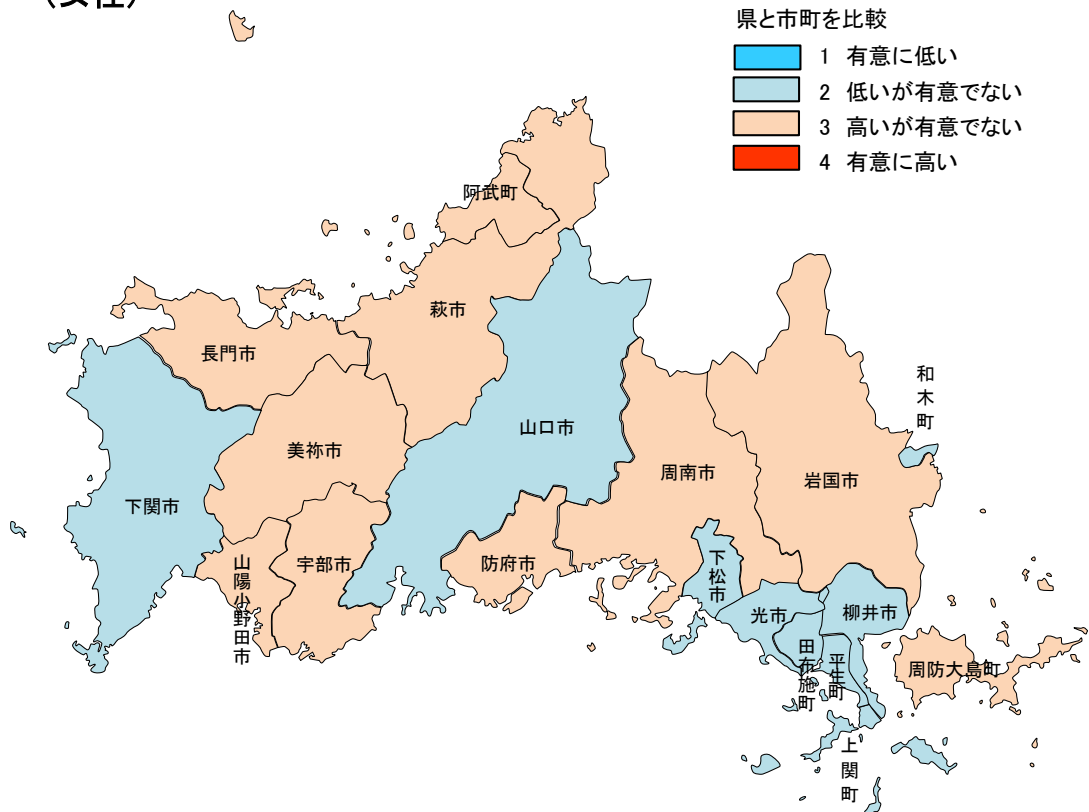 (女性)
県と市町を比較
1 有意に低い
2 低いが有意でない
3 高いが有意でない
4 有意に高い
阿武町
萩市
長門市
和木町
山口市
美祢市
周南市
岩国市
下関市
山陽小野田市
宇部市
防府市
下松市
光市
柳井市
田布施町
平生町
周防大島町
上関町